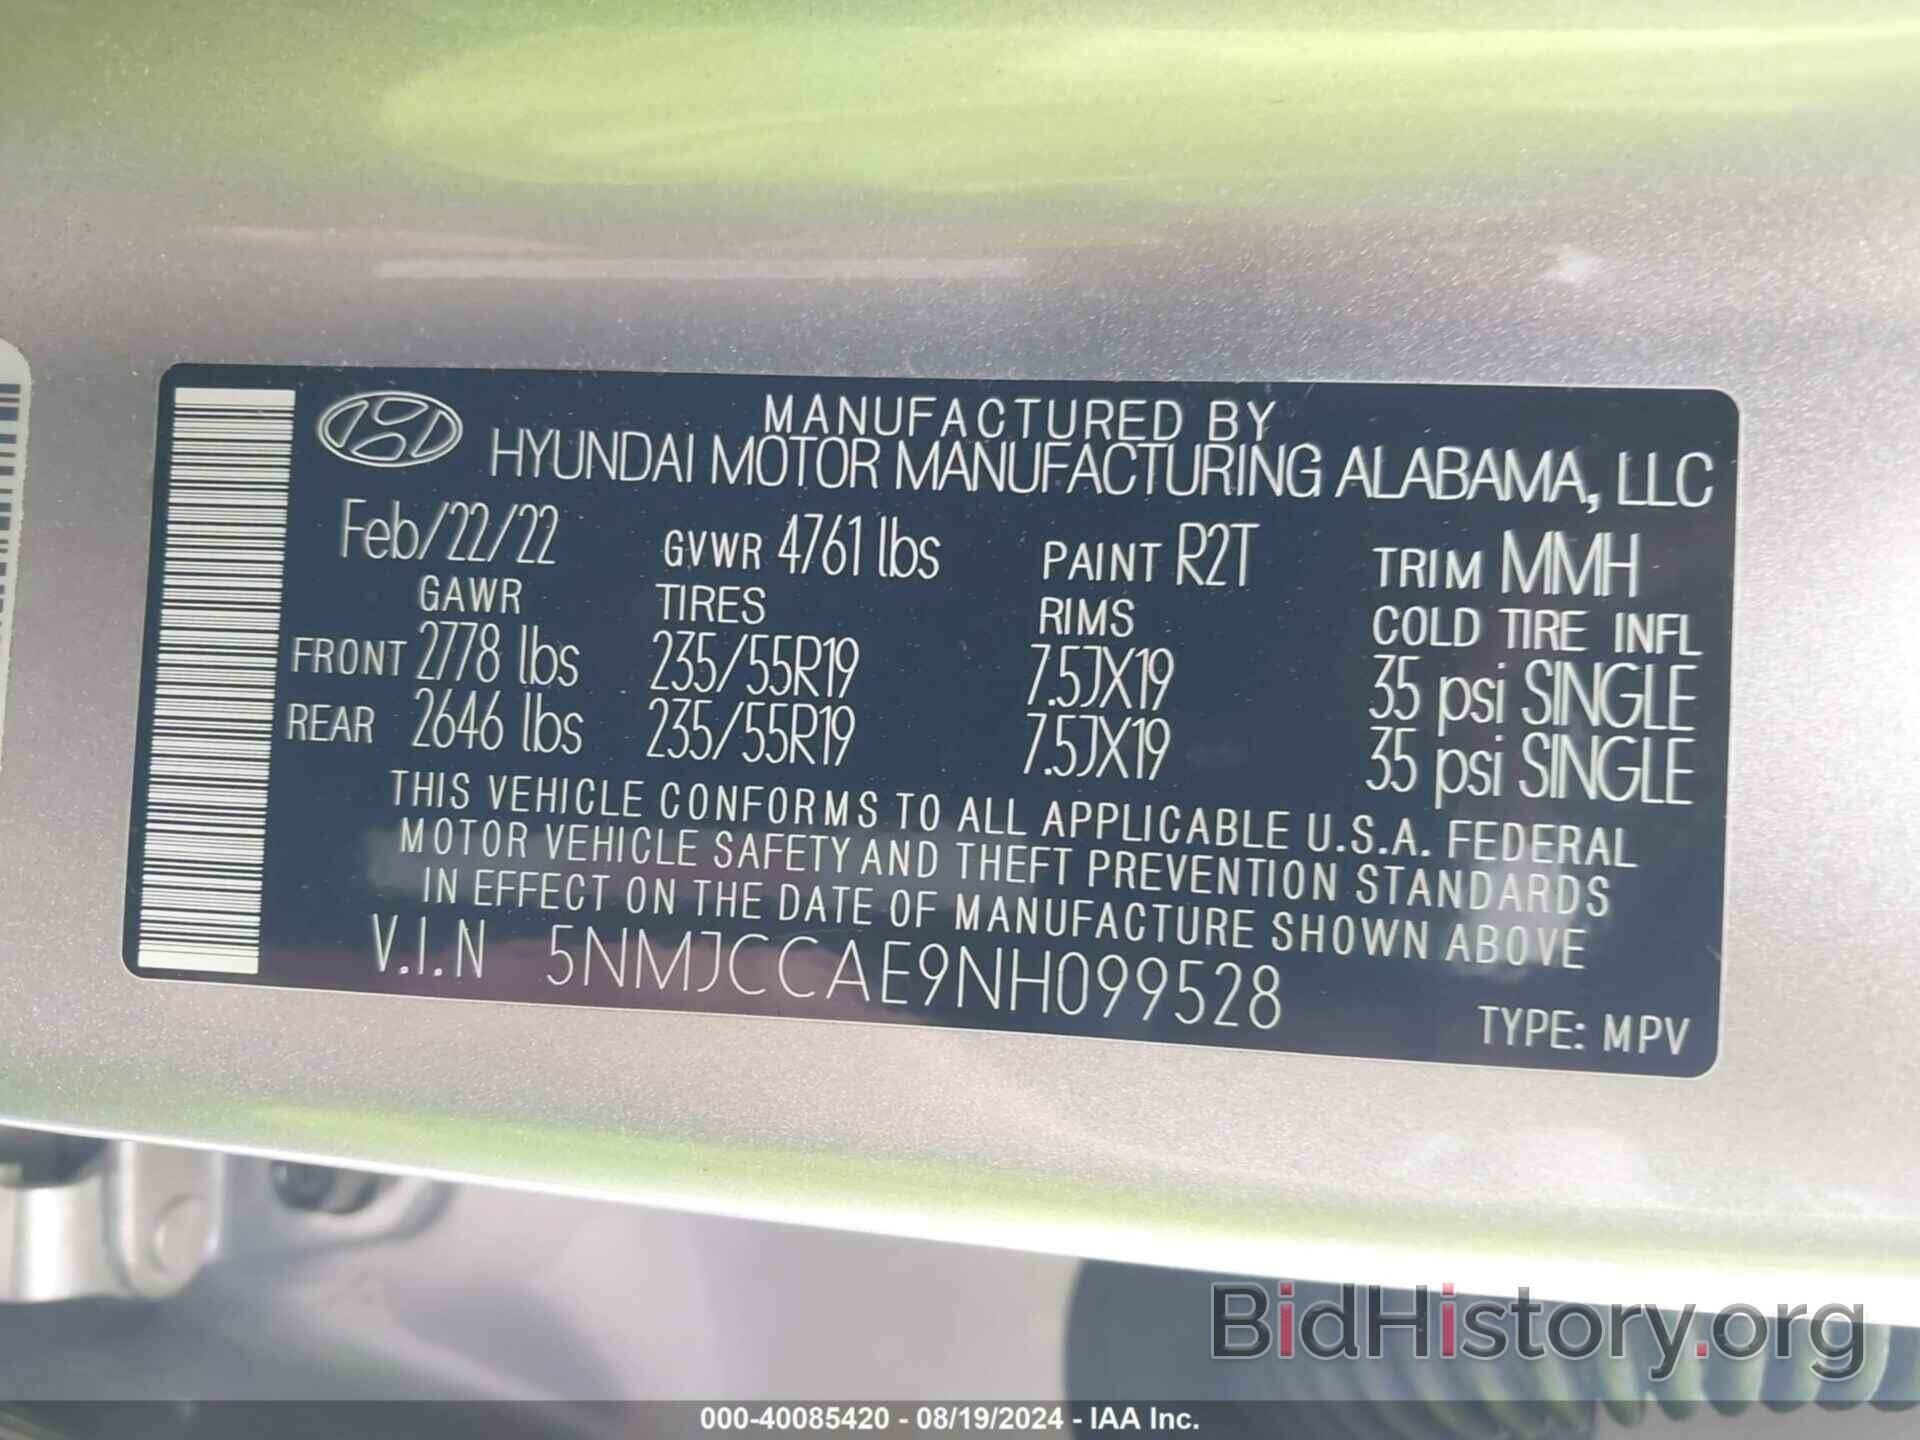 MANUFACTURED BY
HYUNDAI MOTOR MANUFACTURING ALABAMA, LLC
Feb/22/22 GVWR 4761 lbs PAINT R2T TRIM MMH
GAWR TIRES RIMS COLD TIRE INFL
FRONT 2778 lbs 235/55R19 7.5JX19 35 psi SINGLE
REAR 2646 lbs 235/55R19 7.5JX19 35 psi SINGLE
THIS VEHICLE CONFORMS TO ALL APPLICABLE U.S.A. FEDERAL
MOTOR VEHICLE SAFETY AND THEFT PREVENTION STANDARDS
IN EFFECT ON THE DATE OF MANUFACTURE SHOWN ABOVE
V.I.N 5NMJCCAE9NH099528
TYPE: MPV
BidHistory.org
000-40085420 - 08/19/2024 - IAA Inc.